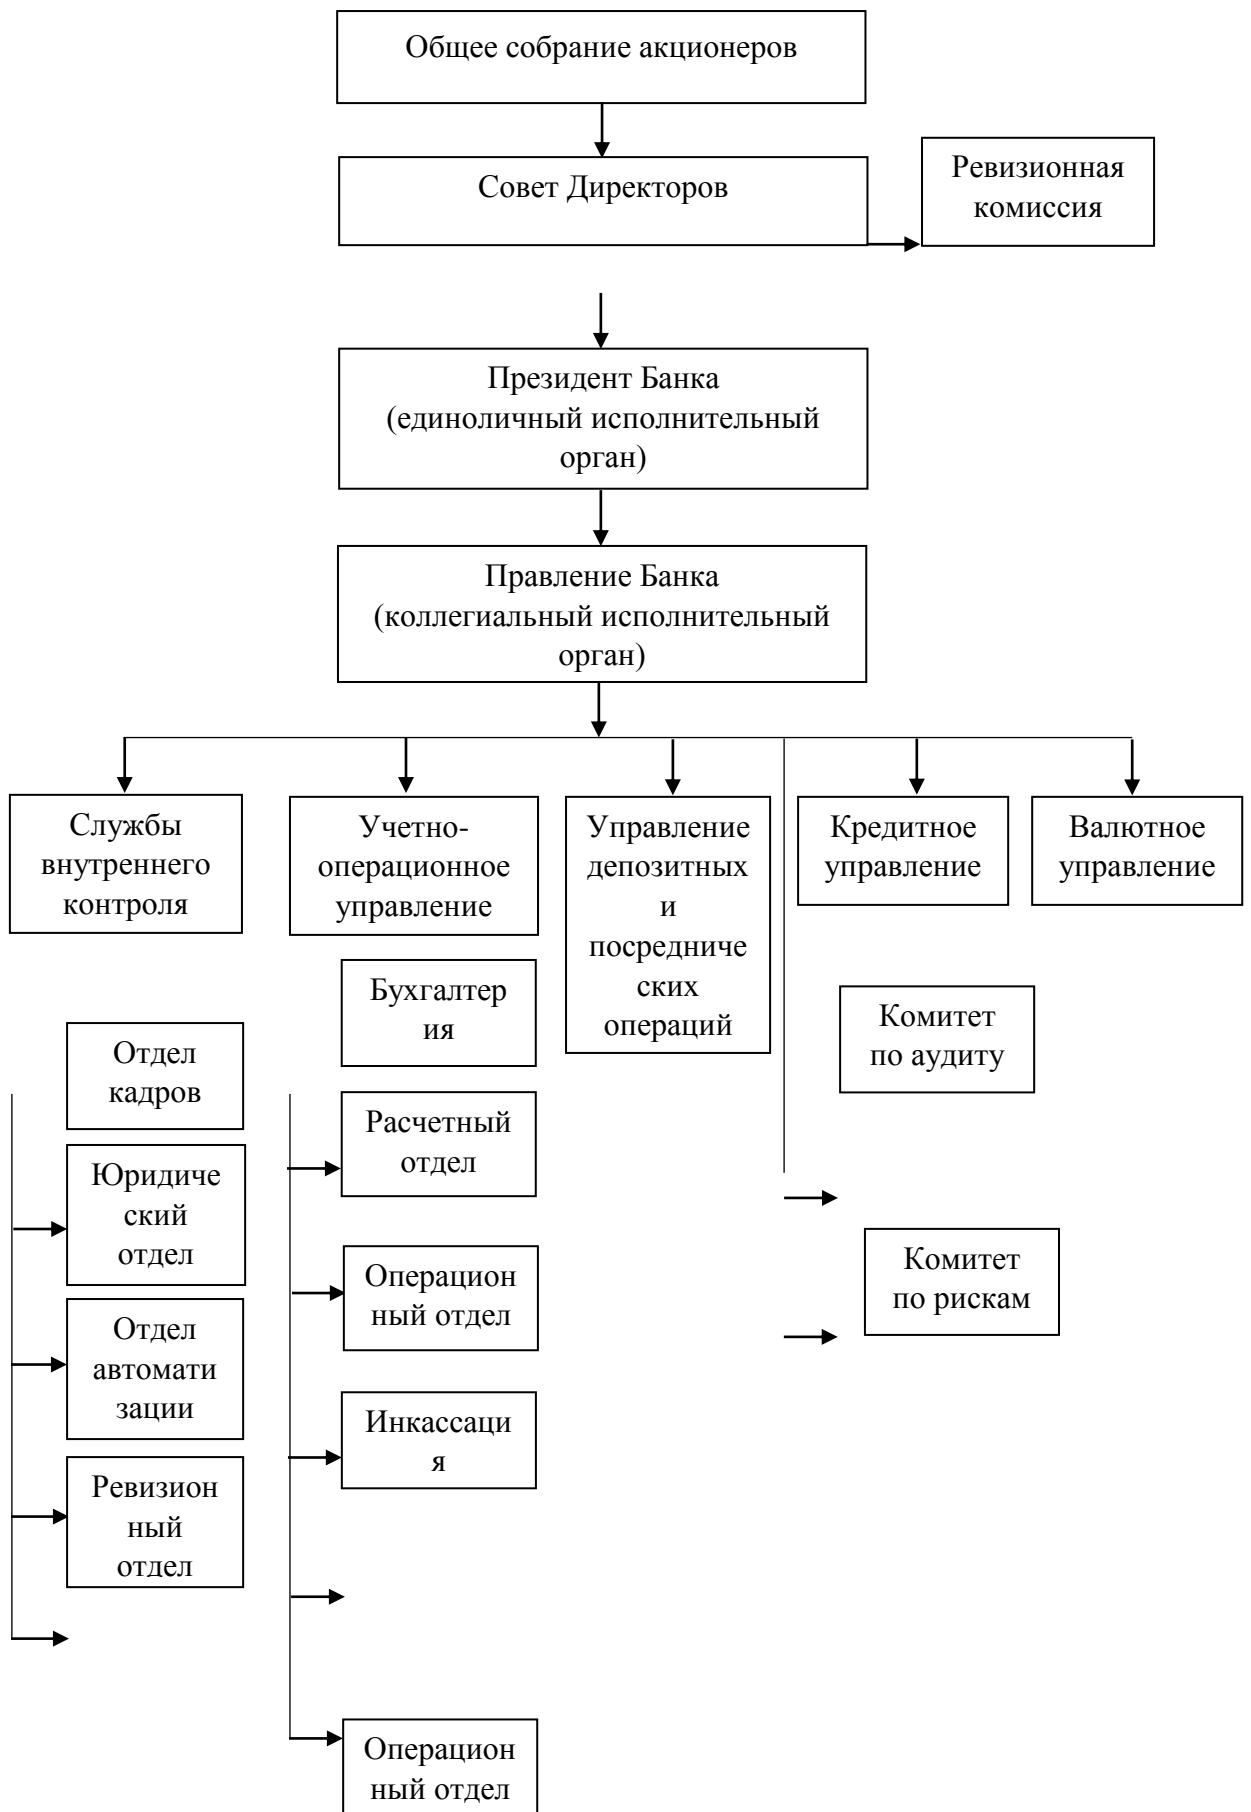 Общее собрание акционеров
Совет Директоров
Ревизионная
комиссия
Президент Банка
(единоличный исполнительный
орган)
Правление Банка
(коллегиальный исполнительный
орган)
Службы
внутреннего
контроля
Учетно-
операционное
управление
Управление
депозитных
и
посредниче
ских
операций
Кредитное
управление
Валютное
управление
Бухгалтер
ия
Комитет
по аудиту
Отдел
кадров
Расчетный
отдел
Юридиче
ский
отдел
Операцион
ный отдел
Комитет
по рискам
Отдел
автомати
зации
Инкассаци
я
Ревизион
ный
отдел
Операцион
ный отдел